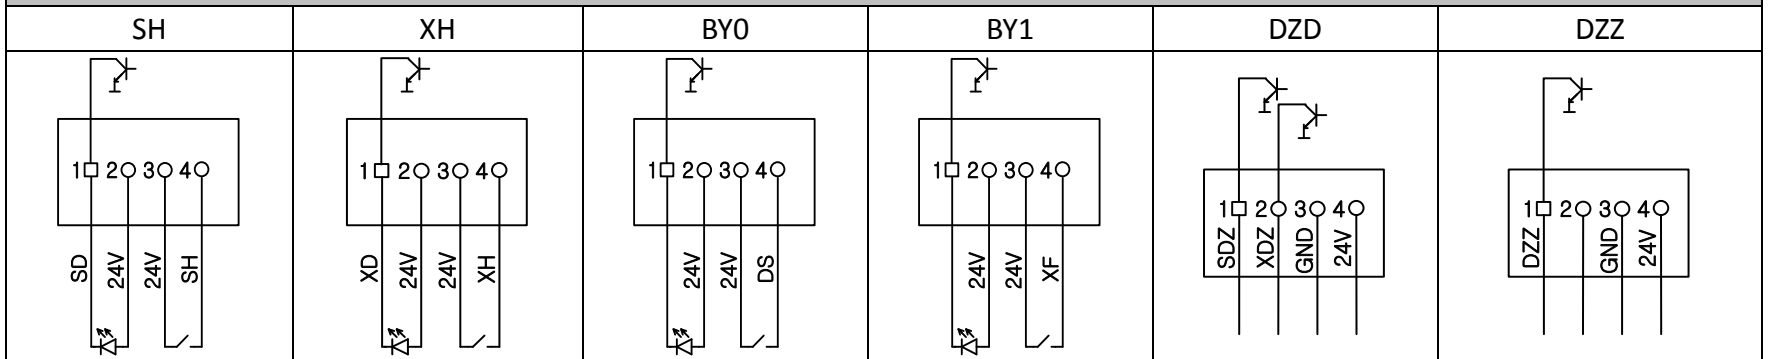 SH XH BY0 BY1 DZD DZZ
1 2 3 4
SD 24V 24V SH
1 2 3 4
XD 24V 24V XH
1 2 3 4
24V 24V DS
1 2 3 4
24V 24V XF
1 2 3 4
SDZ XDZ GND 24V
1 2 3 4
DZZ GND 24V